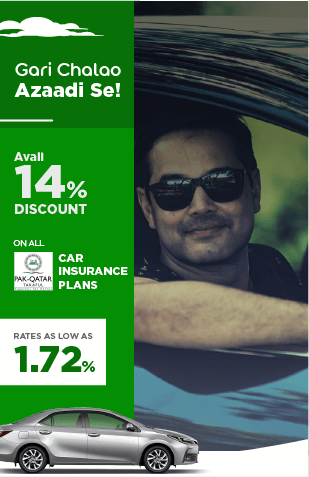 Gari Chalao
Azaadi Se!
Avail
14%
DISCOUNT
ON ALL
PAK-QATAR
TAKAFUL
CAR
INSURANCE
PLANS
RATES AS LOW AS
1.72%